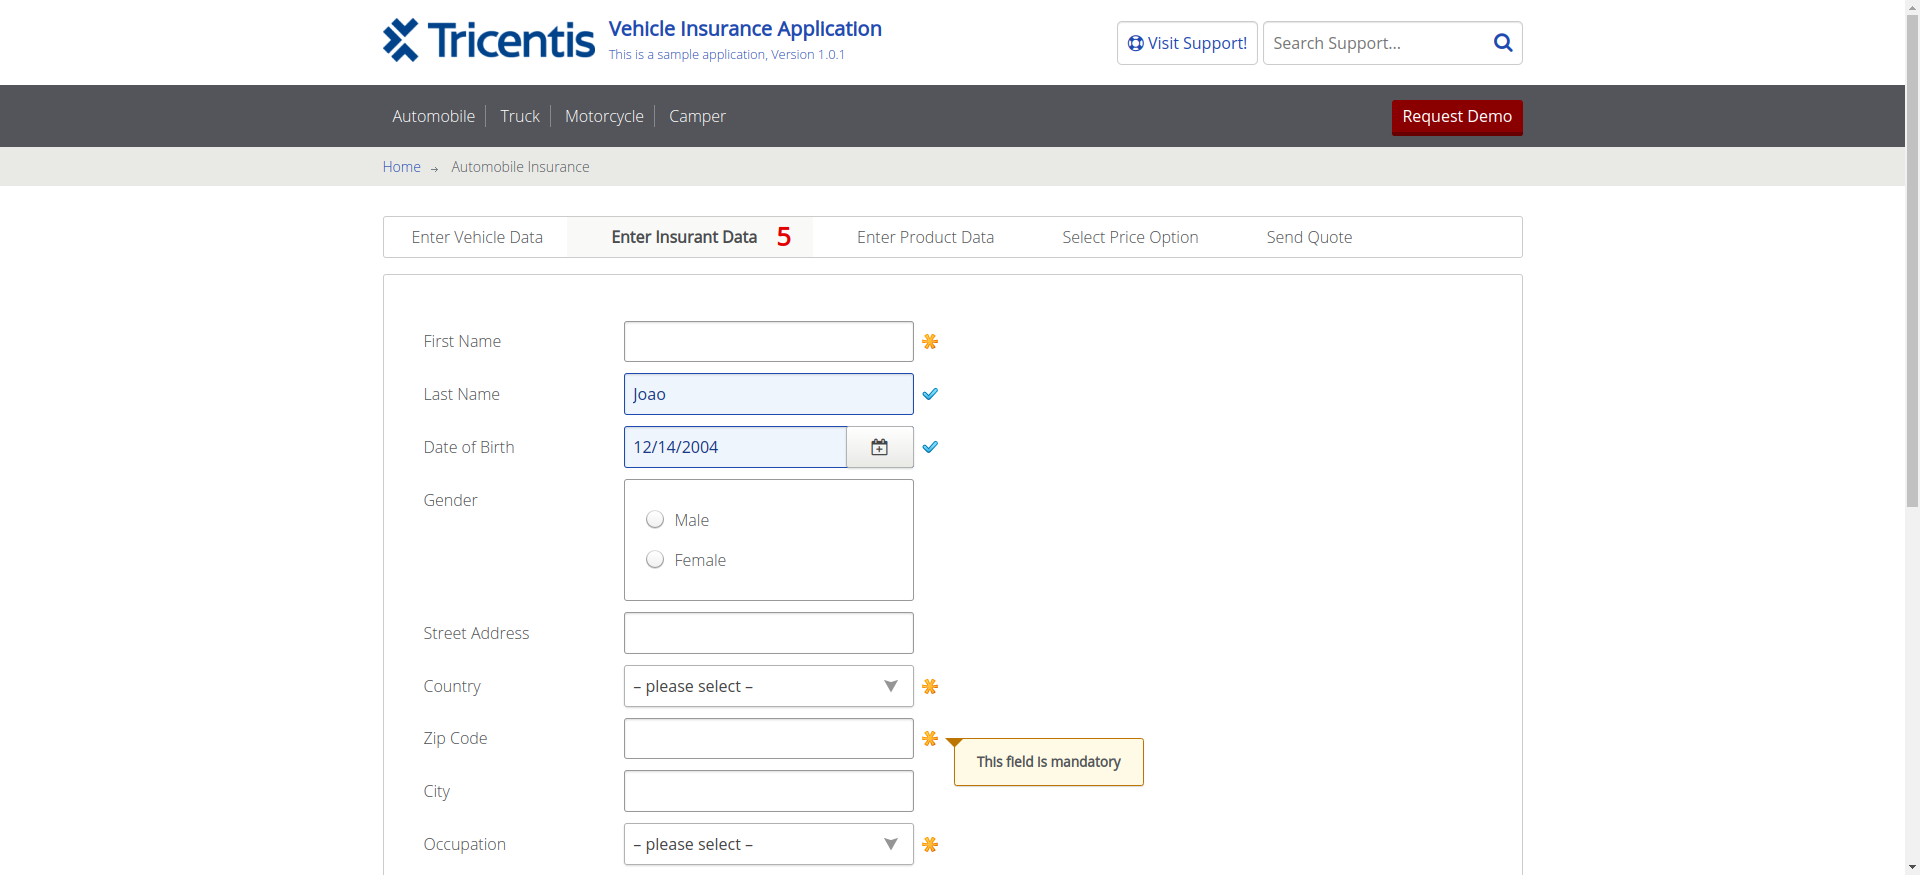 Tricentis
Vehicle Insurance Application
This is a sample application, Version 1.0.1
Visit Support!
Search Support...
Automobile
Truck
Motorcycle
Camper
Request Demo
Home → Automobile Insurance
Enter Vehicle Data
Enter Insurant Data 5
Enter Product Data
Select Price Option
Send Quote
First Name
Last Name
Joao
Date of Birth
12/14/2004
Gender
Male
Female
Street Address
Country
– please select –
Zip Code
This field is mandatory
City
Occupation
– please select –